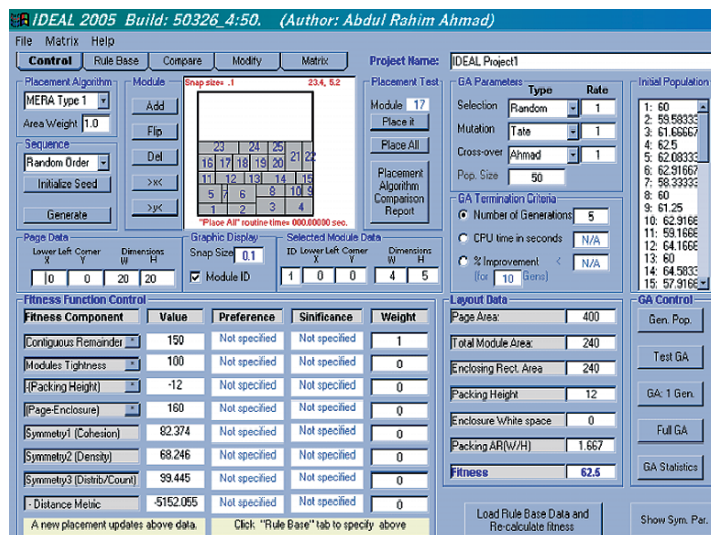 IDEAL 2005 Build: 50326_4:50. (Author: Abdul Rahim Ahmad)
File Matrix Help
Control Rule Base Compare Modify Matrix Project Name: IDEAL Project1
Placement Algorithm
MERA Type 1
Area Weight 1.0
Sequence
Random Order
Initialize Seed
Generate
Module
Add
Flip
Del
>x<
>y<
Snap size= .1 23.4, 5.2
23 24 25
16 17 18 19 20 21 22
11 12 13 14 15
5 7 6 8 10 9
1 2 3 4
"Place All" routine time= 000.00000 sec.
Placement Test
Module 17
Place it
Place All
Placement
Algorithm
Comparison
Report
GA Parameters
Type Rate
Selection Random 1
Mutation Tate 1
Cross-over Ahmad 1
Pop. Size 50
GA Termination Criteria
Number of Generations 5
CPU time in seconds N/A
% Improvement < N/A
(for 10 Gens)
Initial Population
1: 60
2: 59.58333
3: 61.66667
4: 62.5
5: 62.08333
6: 62.91667
7: 58.33333
8: 60
9: 61.25
10: 62.9166
11: 59.1666
12: 64.1666
13: 60
14: 64.5833
15: 57.9166
Page Data
Lower Left Corner Dimensions
X Y W H
0 0 20 20
Graphic Display
Snap Size 0.1
Module ID
Selected Module Data
ID Lower Left Corner Dimensions
X Y W H
1 0 0 4 5
Fitness Function Control
Fitness Component Value Preference Sinificance Weight
Contiguous Remainder 150 Not specified Not specified 1
Modules Tightness 100 Not specified Not specified 0
-(Packing Height) -12 Not specified Not specified 0
(Page-Enclosure) 160 Not specified Not specified 0
Symmetry1 (Cohesion) 82.374 Not specified Not specified 0
Symmetry2 (Density) 68.246 Not specified Not specified 0
Symmetry3 (Distrib/Count) 99.445 Not specified Not specified 0
- Distance Metic -5152.055 Not specified Not specified 0
A new placement updates above data. Click "Rule Base" tab to specify above
Layout Data
Page Area: 400
Total Module Area: 240
Enclosing Rect. Area 240
Packing Height 12
Enclosure White space 0
Packing AR(W/H) 1.667
Fitness 62.5
Load Rule Base Data and
Re-calculate fitness
GA Control
Gen. Pop.
Test GA
GA: 1 Gen.
Full GA
GA Statistics
Show Sym. Par.